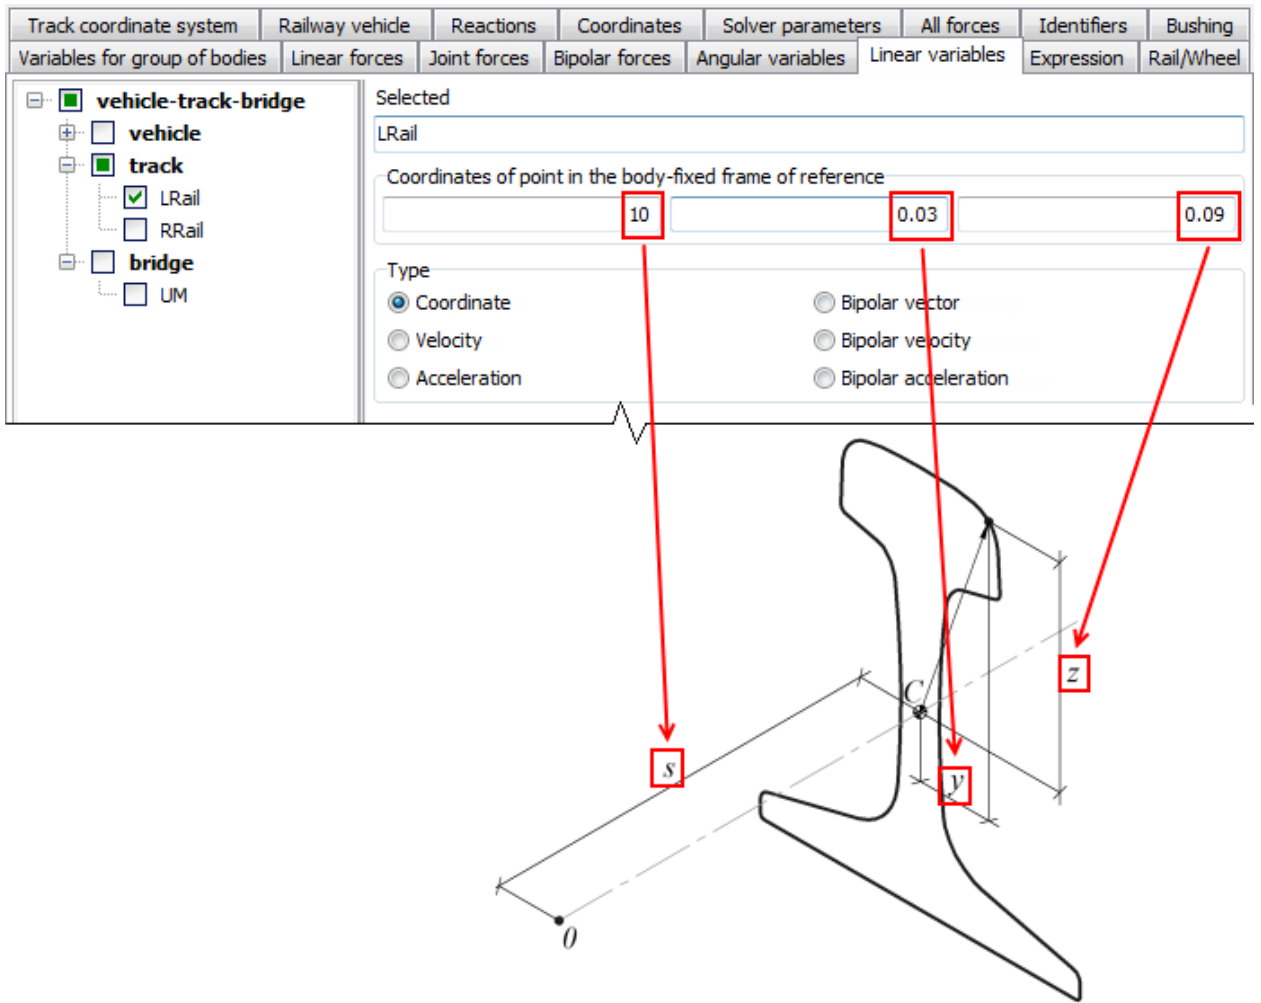 Track coordinate system Railway vehicle Reactions Coordinates Solver parameters All forces Identifiers Bushing
Variables for group of bodies Linear forces Joint forces Bipolar forces Angular variables Linear variables Expression Rail/Wheel
vehicle-track-bridge
vehicle
track
LRail
RRail
bridge
UM
Selected
LRail
Coordinates of point in the body-fixed frame of reference
10 0.03 0.09
Type
Coordinate Bipolar vector
Velocity Bipolar velocity
Acceleration Bipolar acceleration
z
C
s
y
0